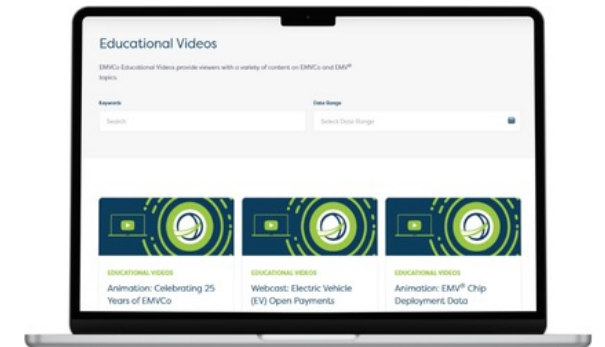 Educational Videos
EMVCo Educational Videos provide viewers with a variety of content on EMVCo and EMV®
topics.
Keywords
Date Range
Search
Select Date Range
EDUCATIONAL VIDEOS
Animation: Celebrating 25
Years of EMVCo
EDUCATIONAL VIDEOS
Webcast: Electric Vehicle
(EV) Open Payments
EDUCATIONAL VIDEOS
Animation: EMV® Chip
Deployment Data